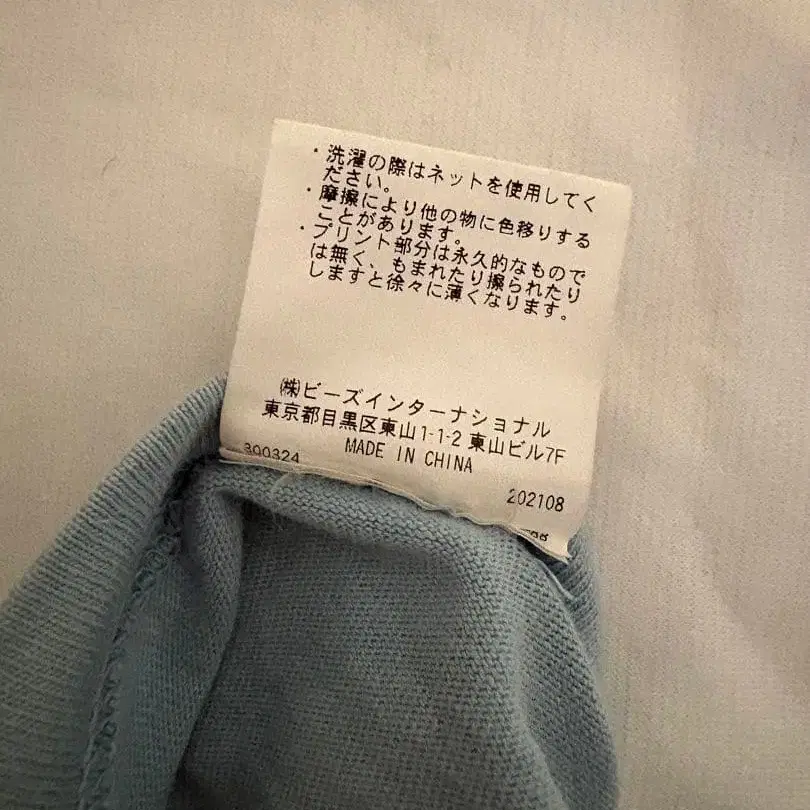 ・洗濯の際はネットを使用してく
ださい。
・摩擦により他の物に色移りする
ことがあります。
・プリント部分は永久的なもので
は無く、もまれたり擦られたり
しますと徐々に薄くなります。
㈱ビーズインターナショナル
東京都目黒区東山1-1-2 東山ビル7F
MADE IN CHINA
300324
202108